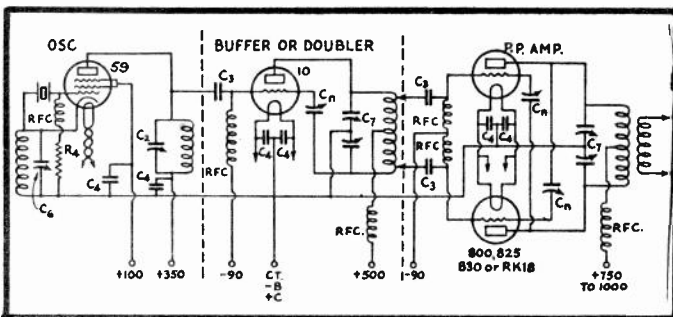 OSC
BUFFER OR DOUBLER
P.P. AMP.
59
10
C3
C3
RFC
Cn
Cn
C2
C7
C4 C4
C4 C4
C7
RFC
R4
C4
C4
RFC
RFC
C3
Cn
C6
RFC.
RFC.
800, 825
830 or RK18
+100
+350
-90
C.T.
-B
+C
+500
-90
+750
TO 1000